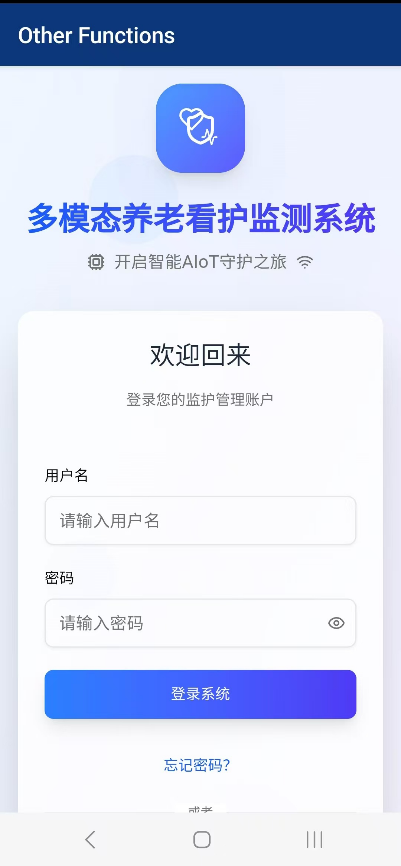 Other Functions
多模态养老看护监测系统
开启智能AIoT守护之旅
欢迎回来
登录您的监护管理账户
用户名
请输入用户名
密码
请输入密码
登录系统
忘记密码?
或者